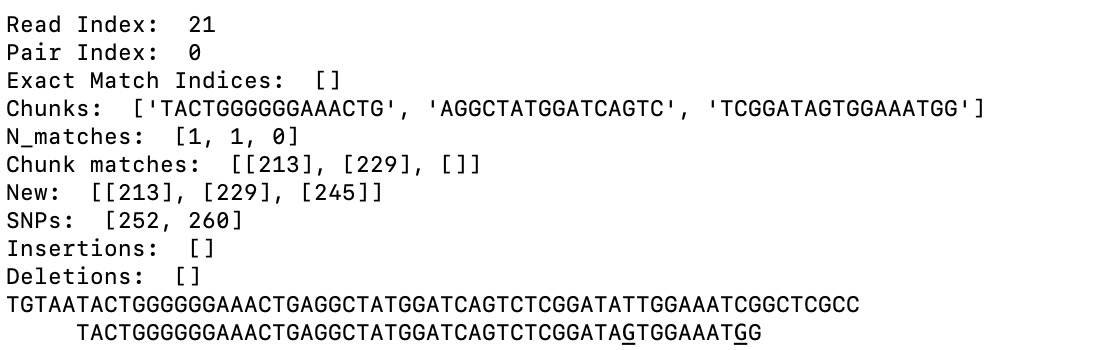 Read Index:  21
Pair Index:  0
Exact Match Indices:  []
Chunks:  ['TACTGGGGGGAAACTG', 'AGGCTATGGATCAGTC', 'TCGGATAGTGGAAATGG']
N_matches:  [1, 1, 0]
Chunk matches:  [[213], [229], []]
New:  [[213], [229], [245]]
SNPs:  [252, 260]
Insertions:  []
Deletions:  []
TGTAATACTGGGGGGAAACTGAGGCTATGGATCAGTCTCGGATATTGGAAATCGGCTCGCC
     TACTGGGGGGAAACTGAGGCTATGGATCAGTCTCGGATAGTGGAAATGG